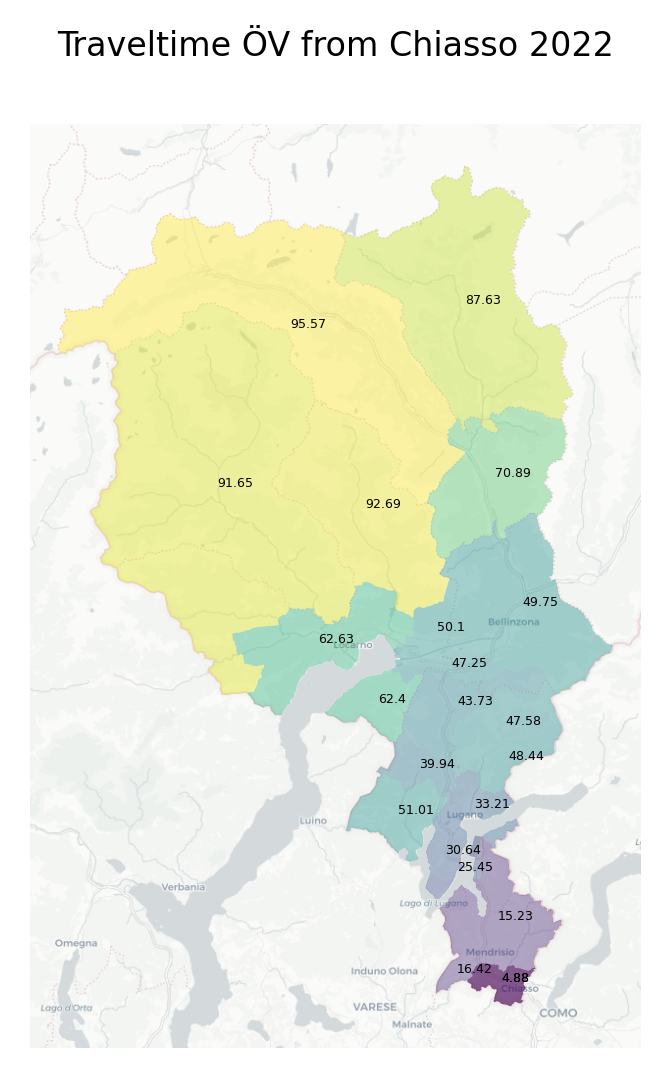 Traveltime ÖV from Chiasso 2022
87.63
95.57
70.89
91.65
92.69
49.75
Bellinzona
50.1
62.63
Locarno
47.25
62.4
43.73
47.58
48.44
39.94
33.21
51.01
Lugano
Luino
30.64
25.45
Verbania
Lago di Lugano
15.23
Omegna
Mendrisio
16.42
Induno Olona
4.88
Chiasso
Lago d'Orta
VARESE
COMO
Malnate